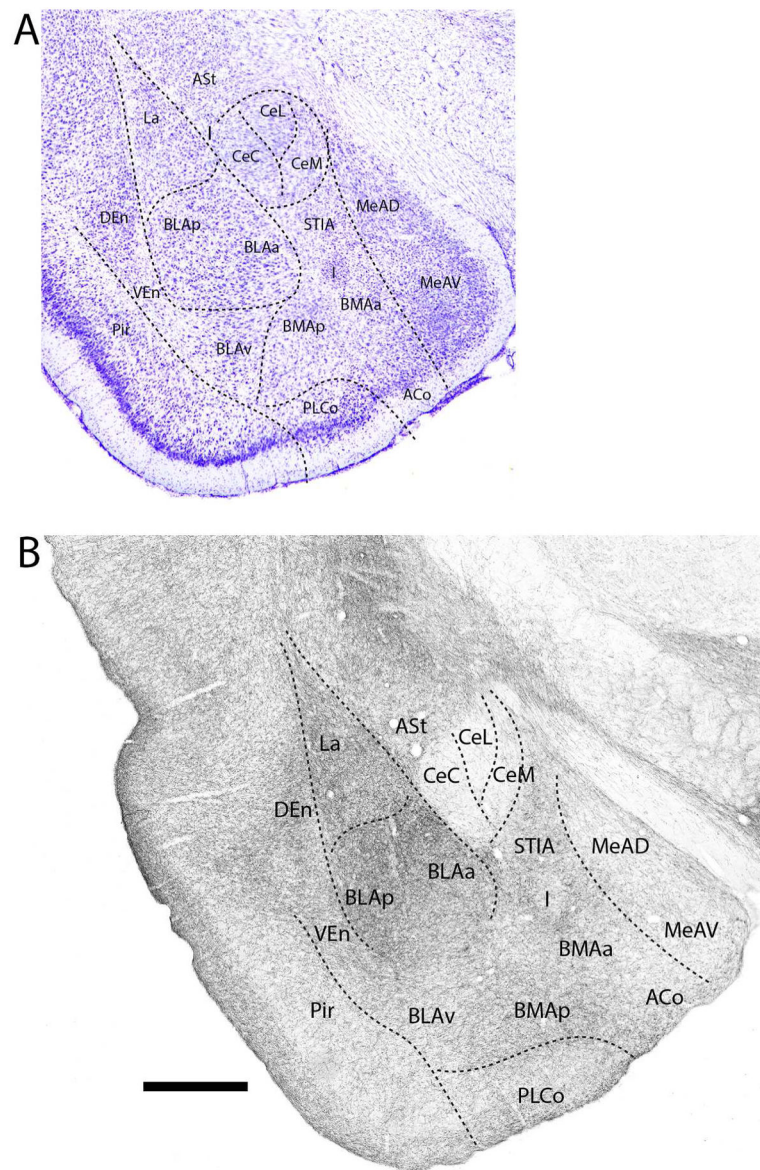 A
ASt
La
I
CeL
CeC
CeM
DEn
BLAp
STIA
MeAD
BLAa
I
MeAV
VEn
BMAa
Pir
BMAp
BLAv
ACo
PLCo
B
ASt
La
CeL
CeC
CeM
DEn
STIA
MeAD
BLAa
BLAp
I
VEn
MeAV
BMAa
ACo
Pir
BLAv
BMAp
PLCo